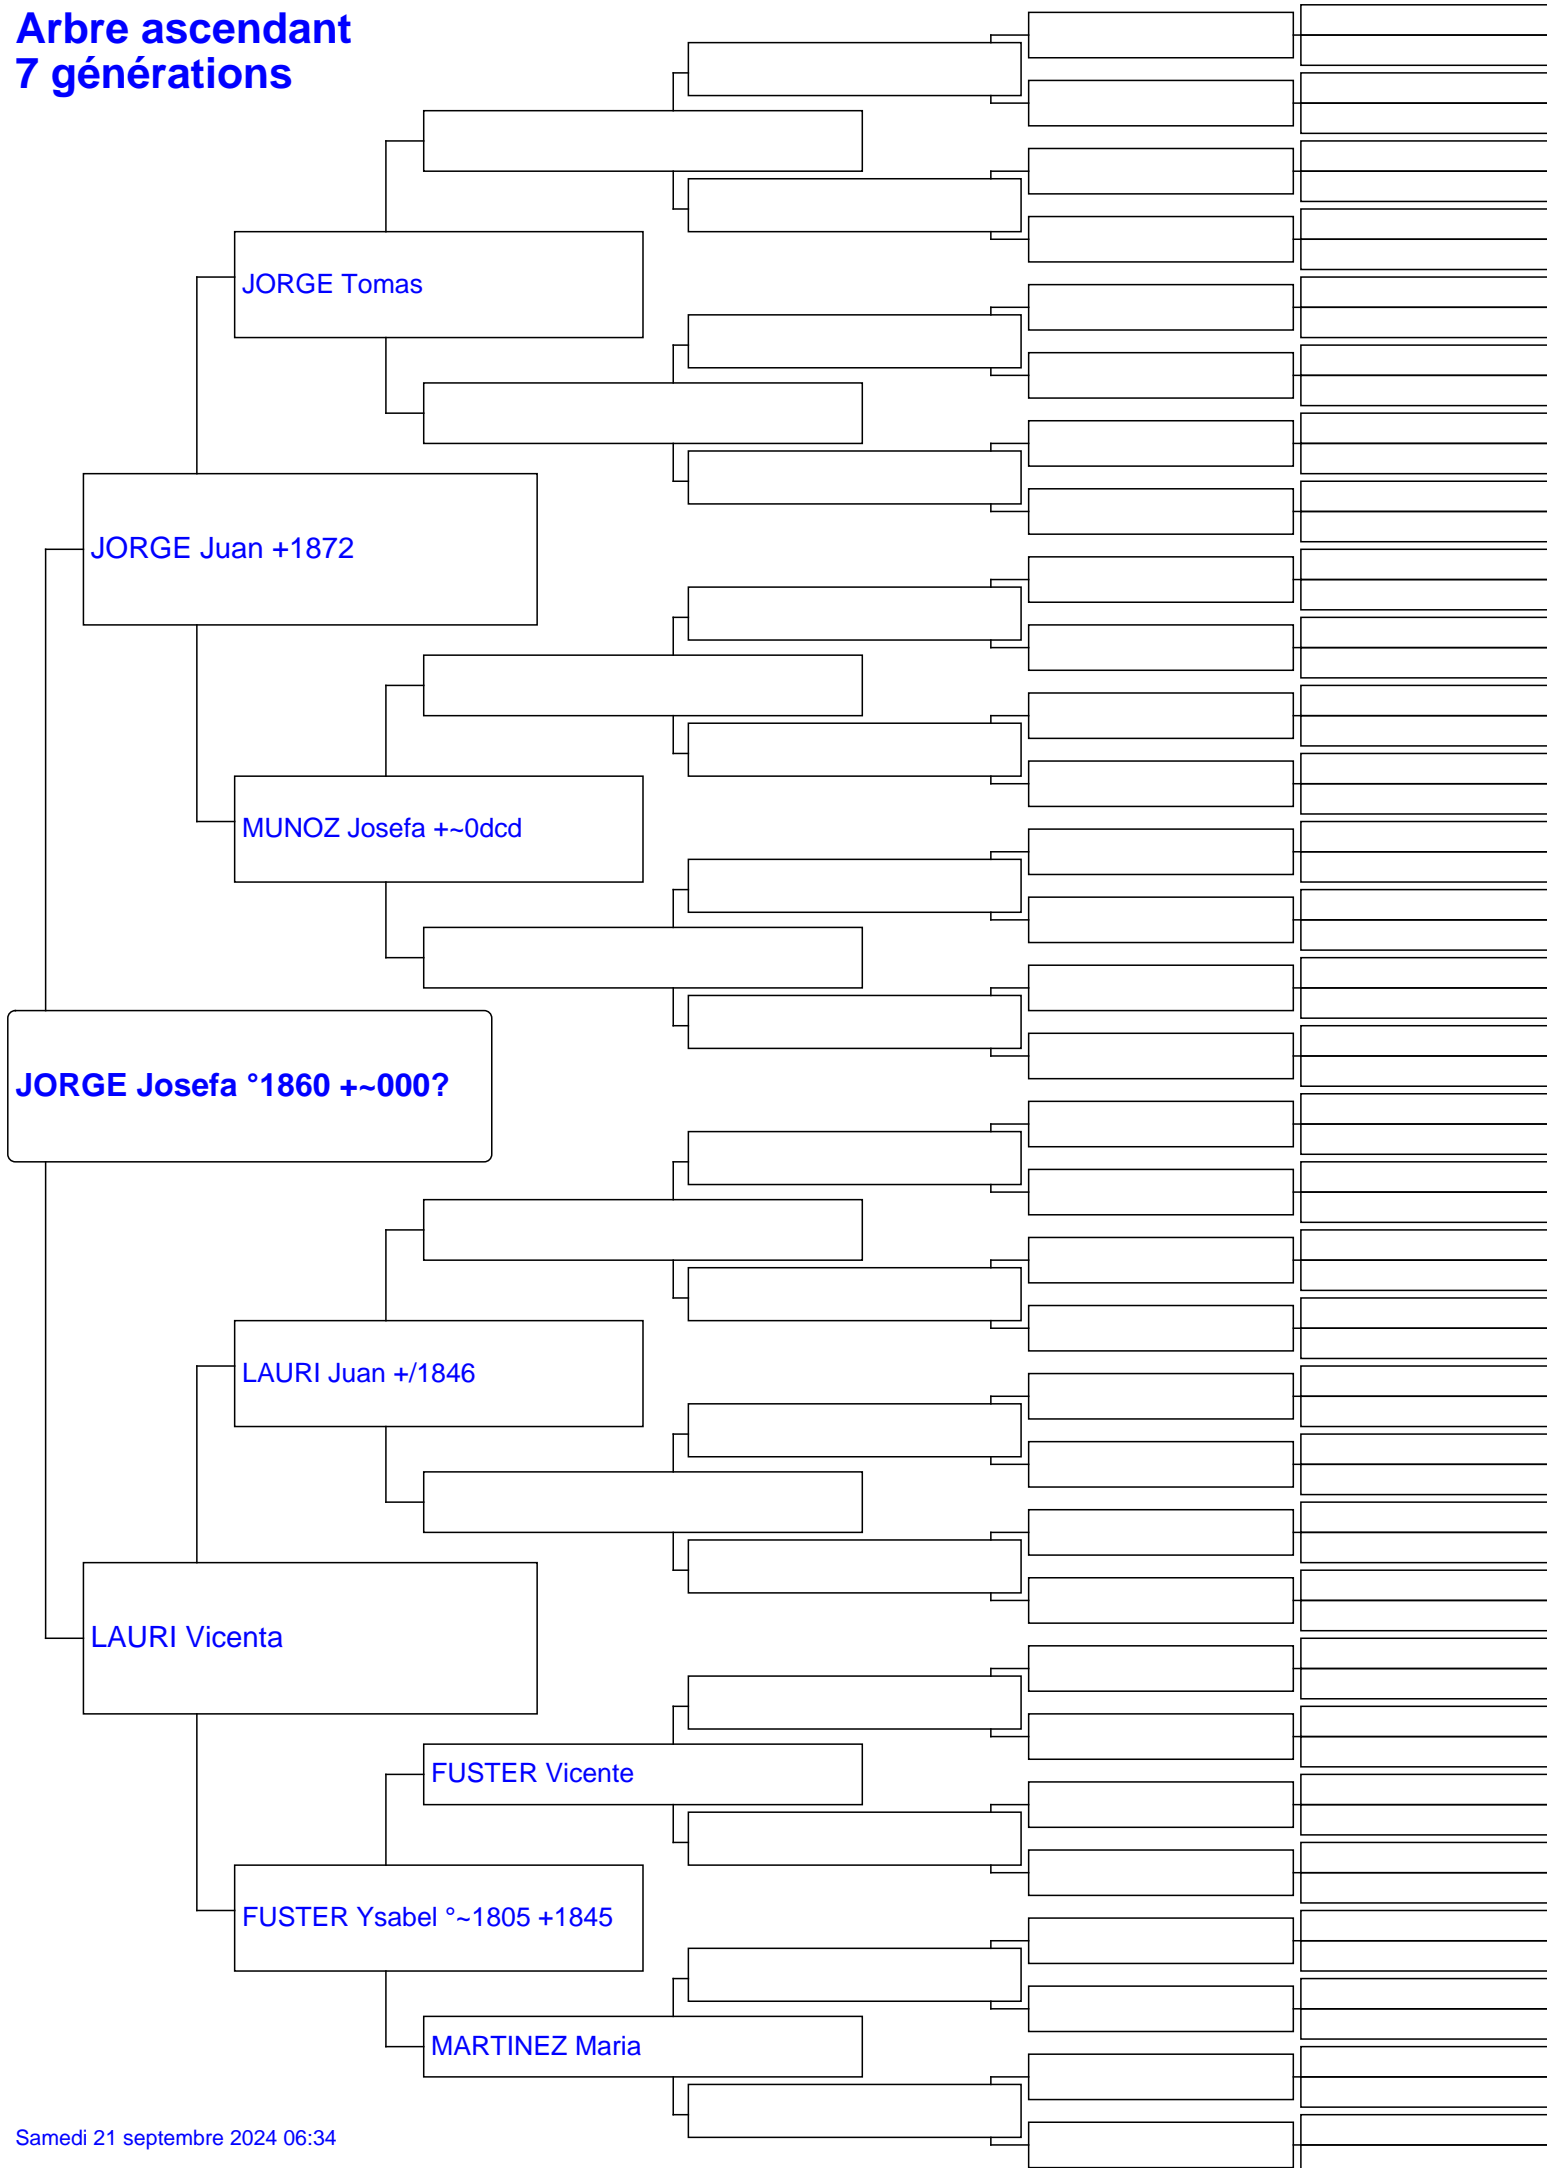 Arbre ascendant
7 générations
JORGE Tomas
JORGE Juan +1872
MUNOZ Josefa +~0dcd
JORGE Josefa °1860 +~000?
LAURI Juan +/1846
LAURI Vicenta
FUSTER Vicente
FUSTER Ysabel °~1805 +1845
MARTINEZ Maria
Samedi 21 septembre 2024 06:34